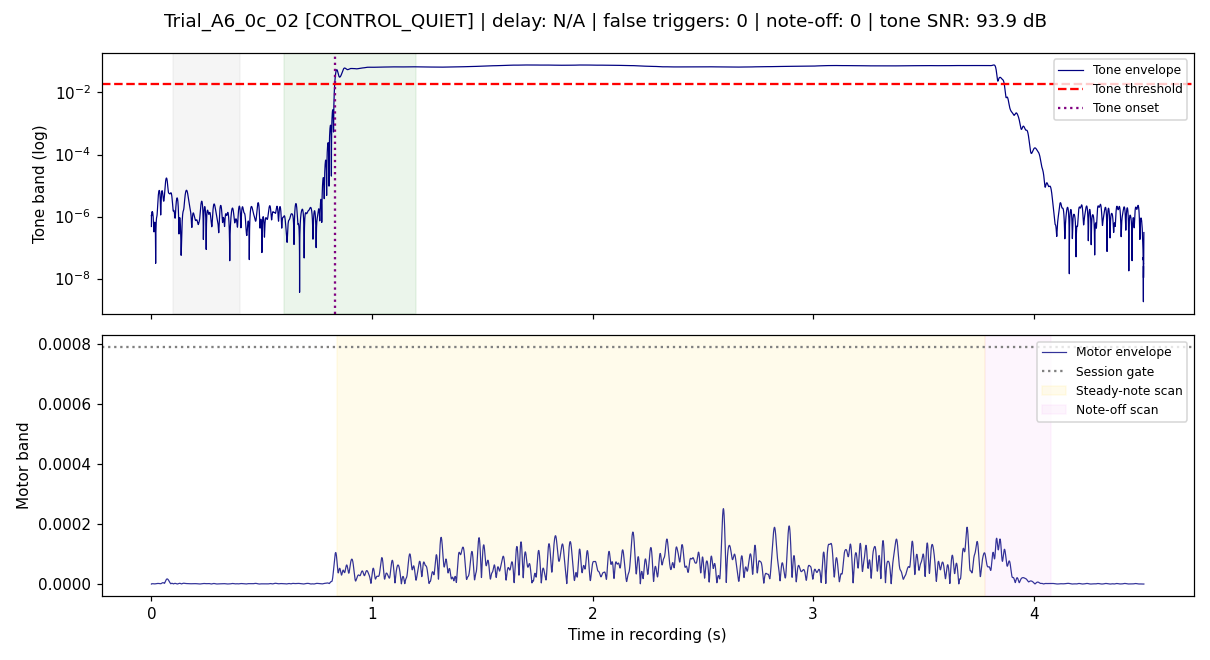 Trial_A6_0c_02 [CONTROL_QUIET] | delay: N/A | false triggers: 0 | note-off: 0 | tone SNR: 93.9 dB
Tone band (log)
10⁻²
10⁻⁴
10⁻⁶
10⁻⁸
Tone envelope
Tone threshold
Tone onset
Motor band
0.0008
0.0006
0.0004
0.0002
0.0000
Motor envelope
Session gate
Steady-note scan
Note-off scan
0 1 2 3 4
Time in recording (s)